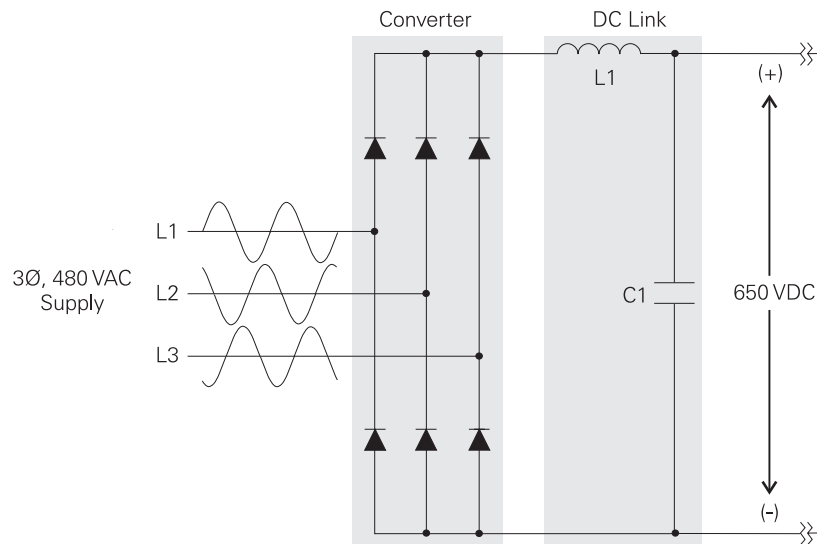 Converter
DC Link
L1
(+)
L1
3Ø, 480 VAC
Supply
L2
C1
650 VDC
L3
(-)